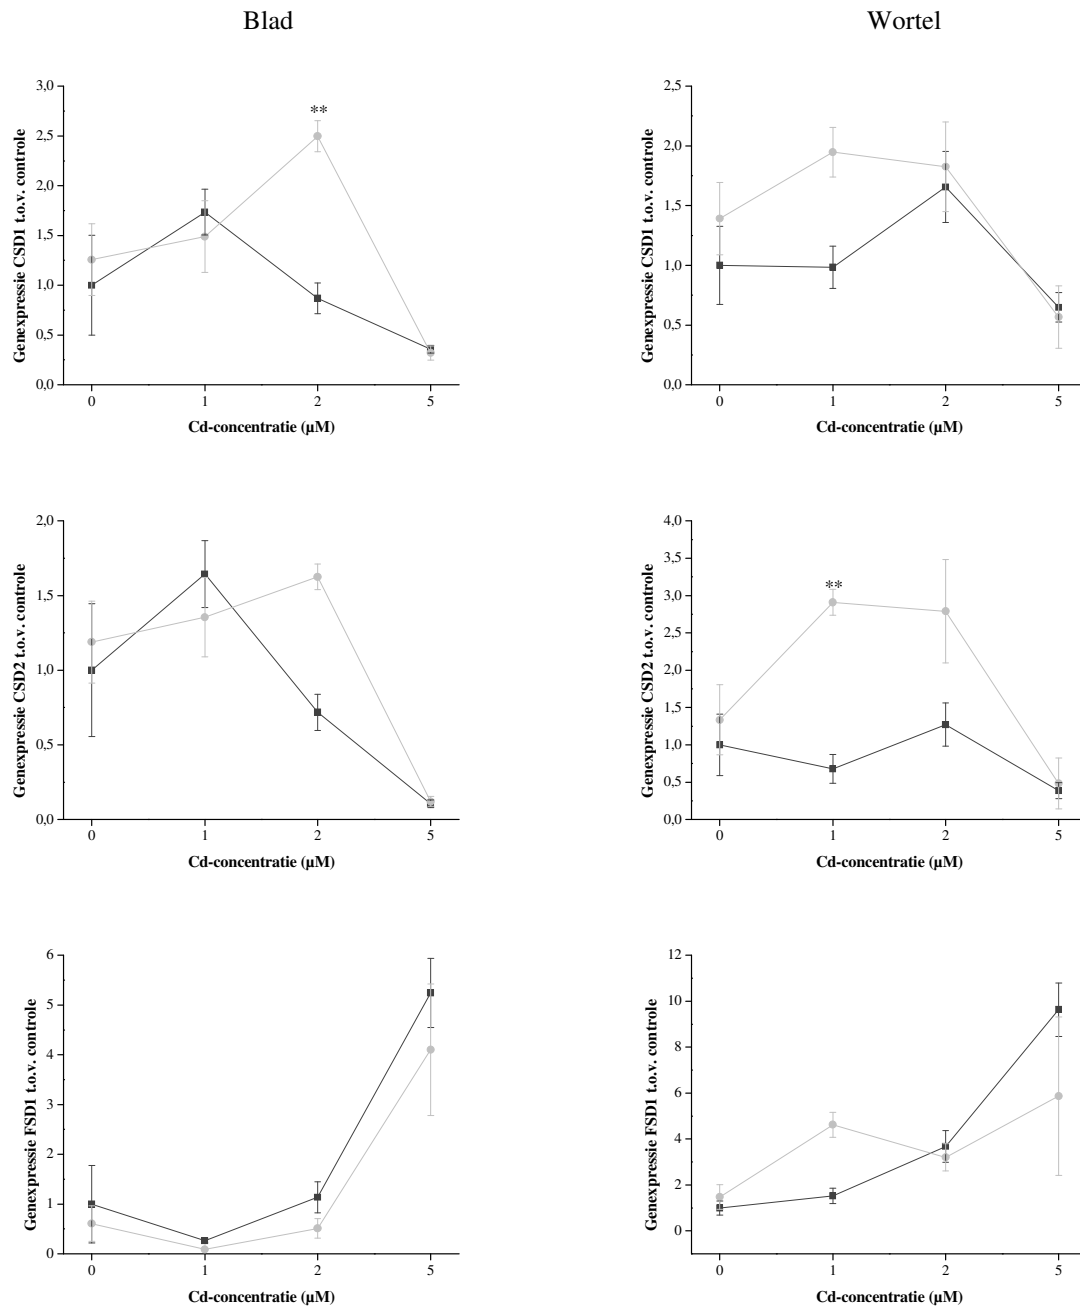 Blad
Wortel
Genexpressie CSD1 t.o.v. controle
3,0
2,5
2,0
1,5
1,0
0,5
0,0
**
0 1 2 5
Cd-concentratie (µM)
Genexpressie CSD1 t.o.v. controle
2,5
2,0
1,5
1,0
0,5
0,0
0 1 2 5
Cd-concentratie (µM)
Genexpressie CSD2 t.o.v. controle
2,0
1,5
1,0
0,5
0,0
0 1 2 5
Cd-concentratie (µM)
Genexpressie CSD2 t.o.v. controle
4,0
3,5
3,0
2,5
2,0
1,5
1,0
0,5
0,0
**
0 1 2 5
Cd-concentratie (µM)
Genexpressie FSD1 t.o.v. controle
6
5
4
3
2
1
0
0 1 2 5
Cd-concentratie (µM)
Genexpressie FSD1 t.o.v. controle
12
10
8
6
4
2
0
0 1 2 5
Cd-concentratie (µM)